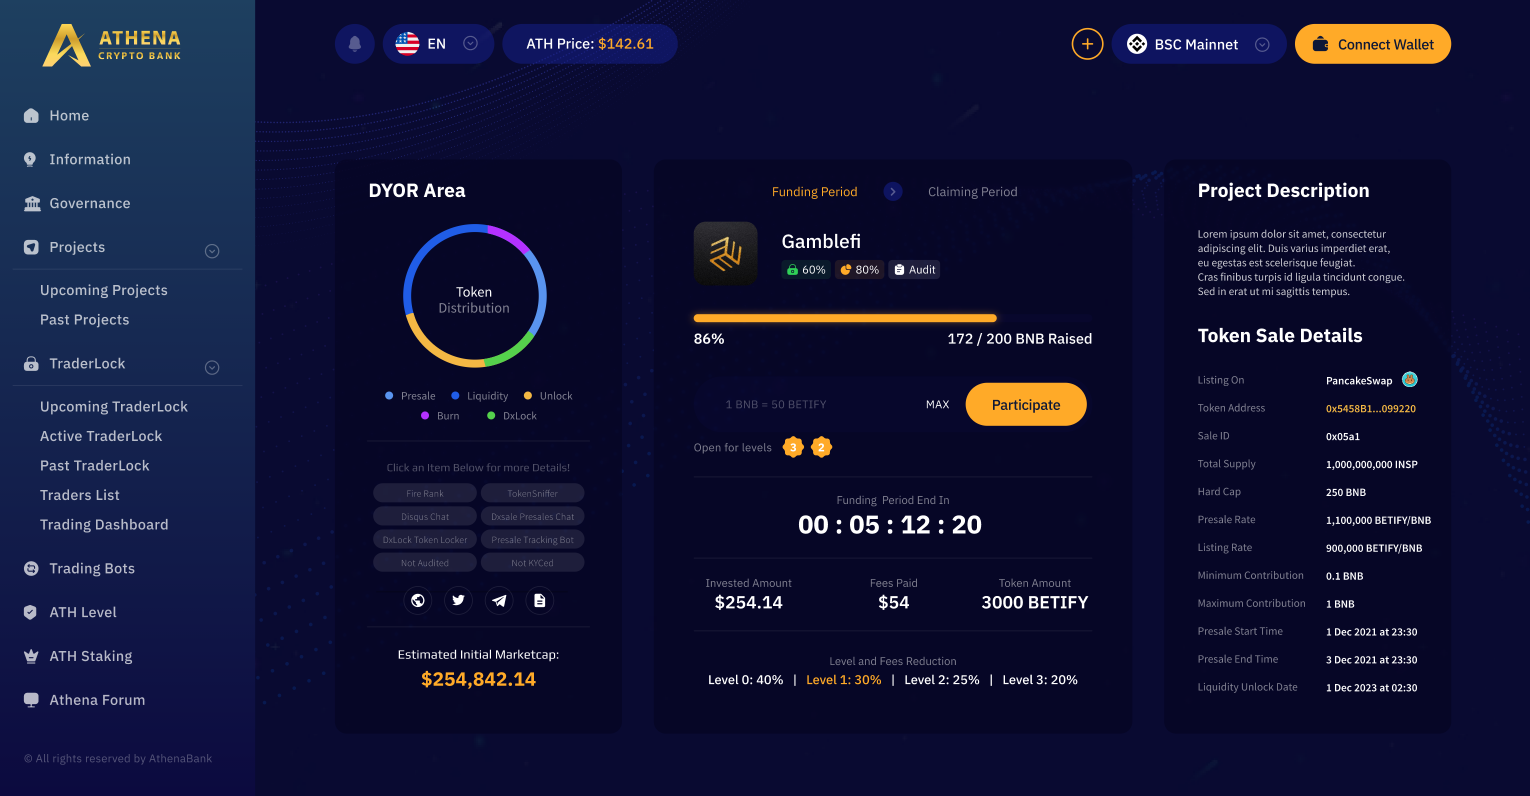 ATHENA
CRYPTO BANK
Home
Information
Governance
Projects
Upcoming Projects
Past Projects
TraderLock
Upcoming TraderLock
Active TraderLock
Past TraderLock
Traders List
Trading Dashboard
Trading Bots
ATH Level
ATH Staking
Athena Forum
© All rights reserved by AthenaBank
EN
ATH Price: $142.61
BSC Mainnet
Connect Wallet
DYOR Area
Token
Distribution
Presale Liquidity Unlock
Burn DxLock
Click an Item Below for more Details!
Fire Rank TokenSniffer
Disqus Chat Dxsale Presales Chat
DxLock Token Locker Presale Tracking Bot
Not Audited Not KYCed
Estimated Initial Marketcap:
$254,842.14
Funding Period Claiming Period
Gamblefi
60% 80% Audit
86% 172 / 200 BNB Raised
1 BNB = 50 BETIFY MAX Participate
Open for levels 3 2
Funding Period End In
00 : 05 : 12 : 20
Invested Amount Fees Paid Token Amount
$254.14 $54 3000 BETIFY
Level and Fees Reduction
Level 0: 40% | Level 1: 30% | Level 2: 25% | Level 3: 20%
Project Description
Lorem ipsum dolor sit amet, consectetur
adipiscing elit. Duis varius imperdiet erat,
eu egestas est scelerisque feugiat.
Cras finibus turpis id ligula tincidunt congue.
Sed in erat ut mi sagittis tempus.
Token Sale Details
Listing On PancakeSwap
Token Address 0x5458B1...099220
Sale ID 0x05a1
Total Supply 1,000,000,000 INSP
Hard Cap 250 BNB
Presale Rate 1,100,000 BETIFY/BNB
Listing Rate 900,000 BETIFY/BNB
Minimum Contribution 0.1 BNB
Maximum Contribution 1 BNB
Presale Start Time 1 Dec 2021 at 23:30
Presale End Time 3 Dec 2021 at 23:30
Liquidity Unlock Date 1 Dec 2023 at 02:30